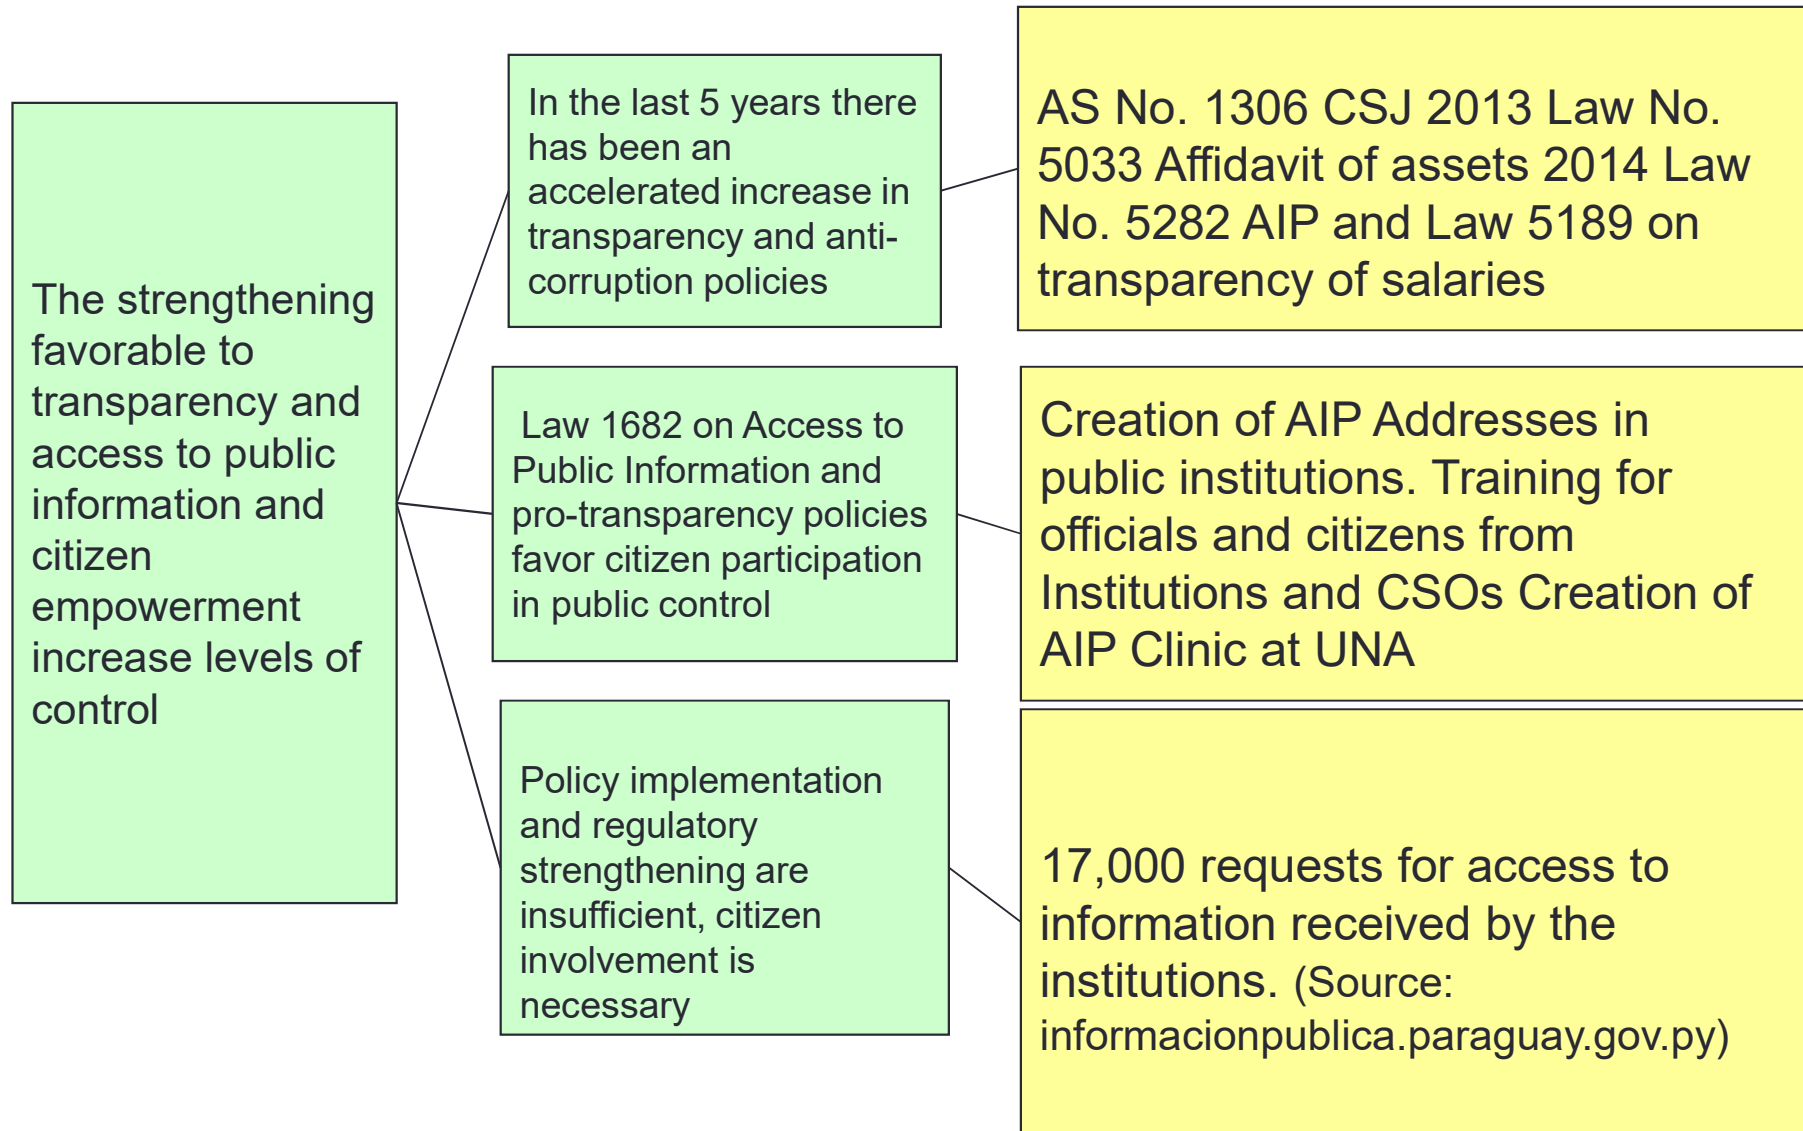 The strengthening
favorable to
transparency and
access to public
information and
citizen
empowerment
increase levels of
control
In the last 5 years there
has been an
accelerated increase in
transparency and anti-
corruption policies
AS No. 1306 CSJ 2013 Law No.
5033 Affidavit of assets 2014 Law
No. 5282 AIP and Law 5189 on
transparency of salaries
Law 1682 on Access to
Public Information and
pro-transparency policies
favor citizen participation
in public control
Creation of AIP Addresses in
public institutions. Training for
officials and citizens from
Institutions and CSOs Creation of
AIP Clinic at UNA
Policy implementation
and regulatory
strengthening are
insufficient, citizen
involvement is
necessary
17,000 requests for access to
information received by the
institutions. (Source:
informacionpublica.paraguay.gov.py)